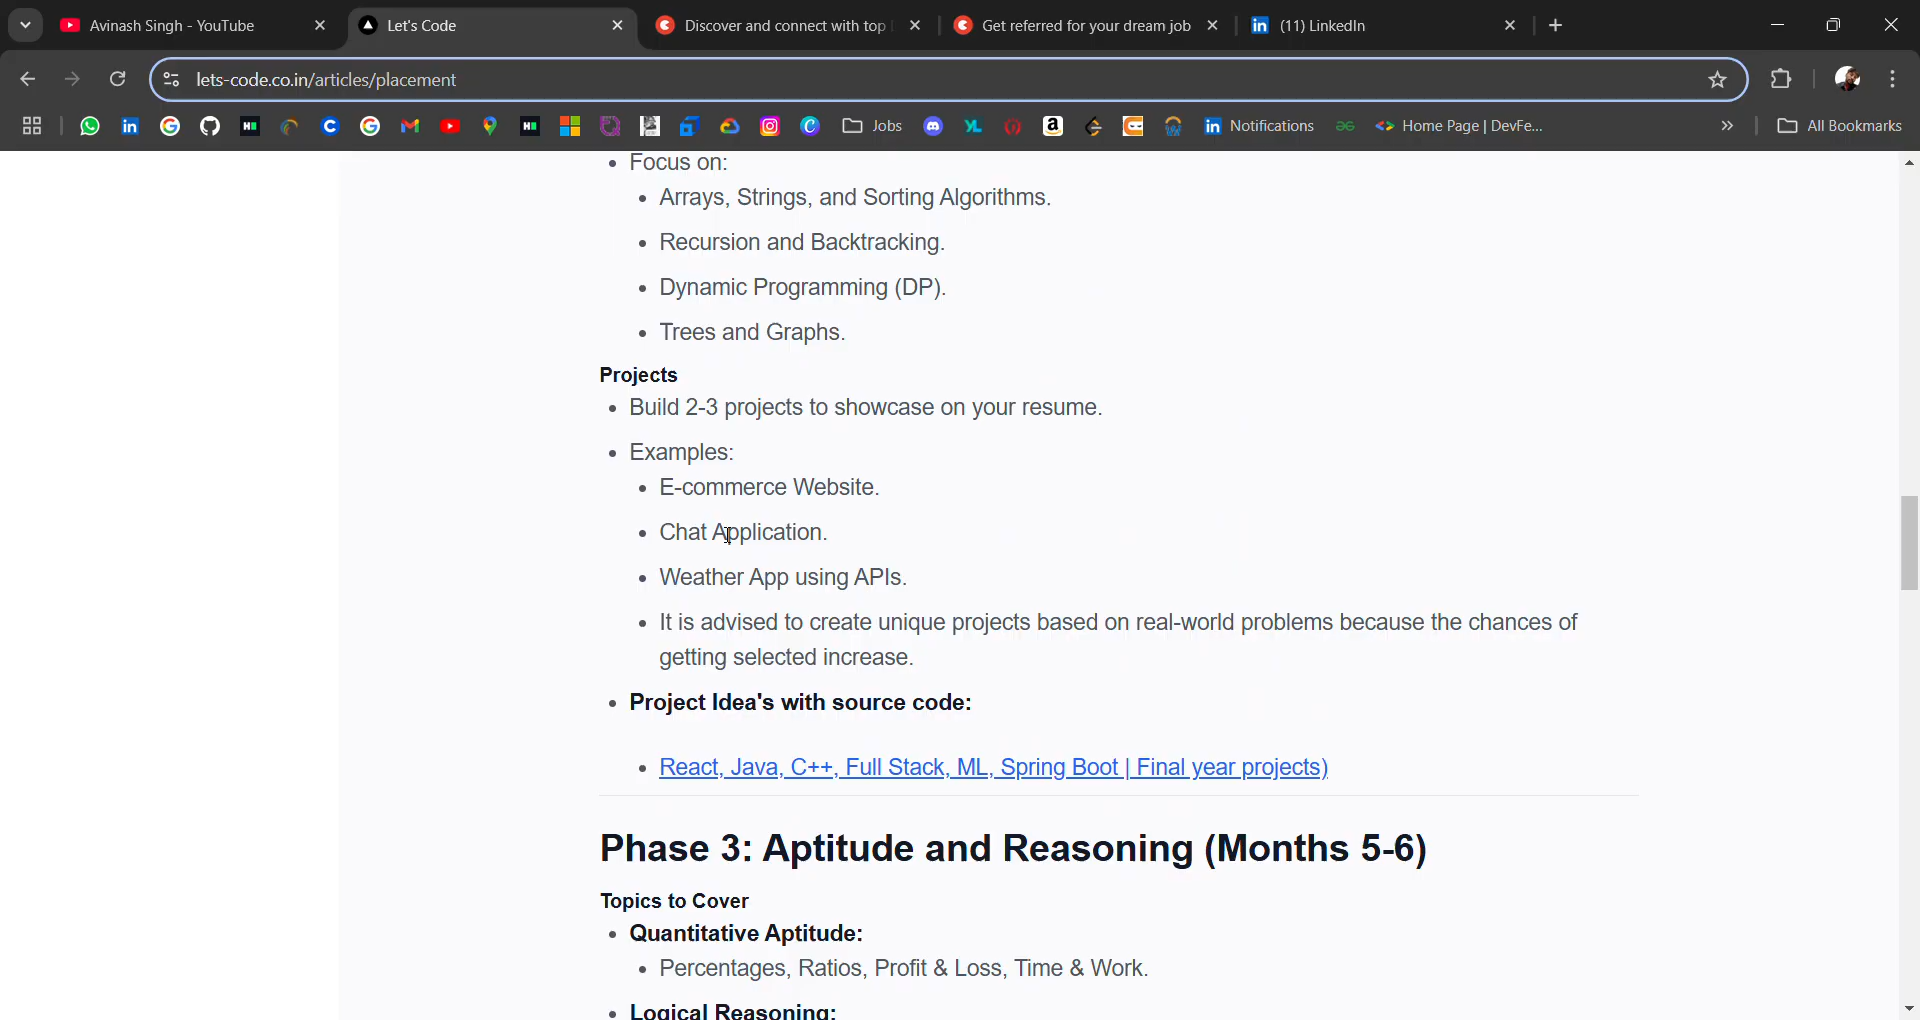 Avinash Singh - YouTube
Let's Code
Discover and connect with top
Get referred for your dream job
(11) LinkedIn
lets-code.co.in/articles/placement
Jobs
Notifications
Home Page | DevFe...
All Bookmarks
Focus on:
Arrays, Strings, and Sorting Algorithms.
Recursion and Backtracking.
Dynamic Programming (DP).
Trees and Graphs.
Projects
Build 2-3 projects to showcase on your resume.
Examples:
E-commerce Website.
Chat Application.
Weather App using APIs.
It is advised to create unique projects based on real-world problems because the chances of
getting selected increase.
Project Idea's with source code:
React, Java, C++, Full Stack, ML, Spring Boot | Final year projects)
Phase 3: Aptitude and Reasoning (Months 5-6)
Topics to Cover
Quantitative Aptitude:
Percentages, Ratios, Profit & Loss, Time & Work.
Logical Reasoning: